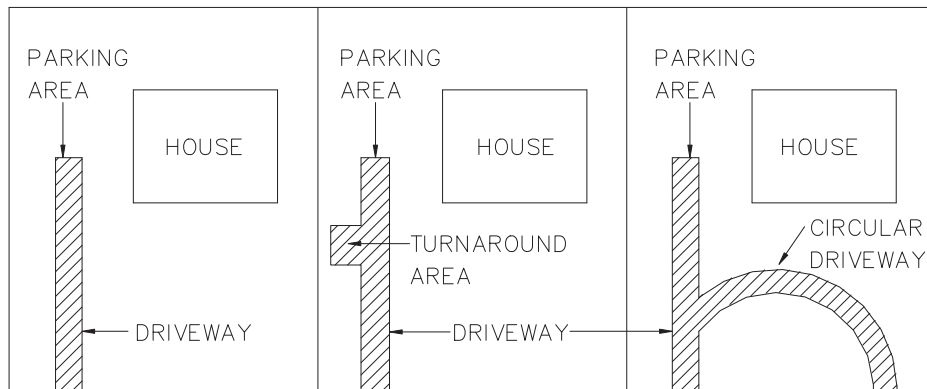 PARKING
AREA
HOUSE
DRIVEWAY
PARKING
AREA
HOUSE
TURNAROUND
AREA
DRIVEWAY
PARKING
AREA
HOUSE
CIRCULAR
DRIVEWAY